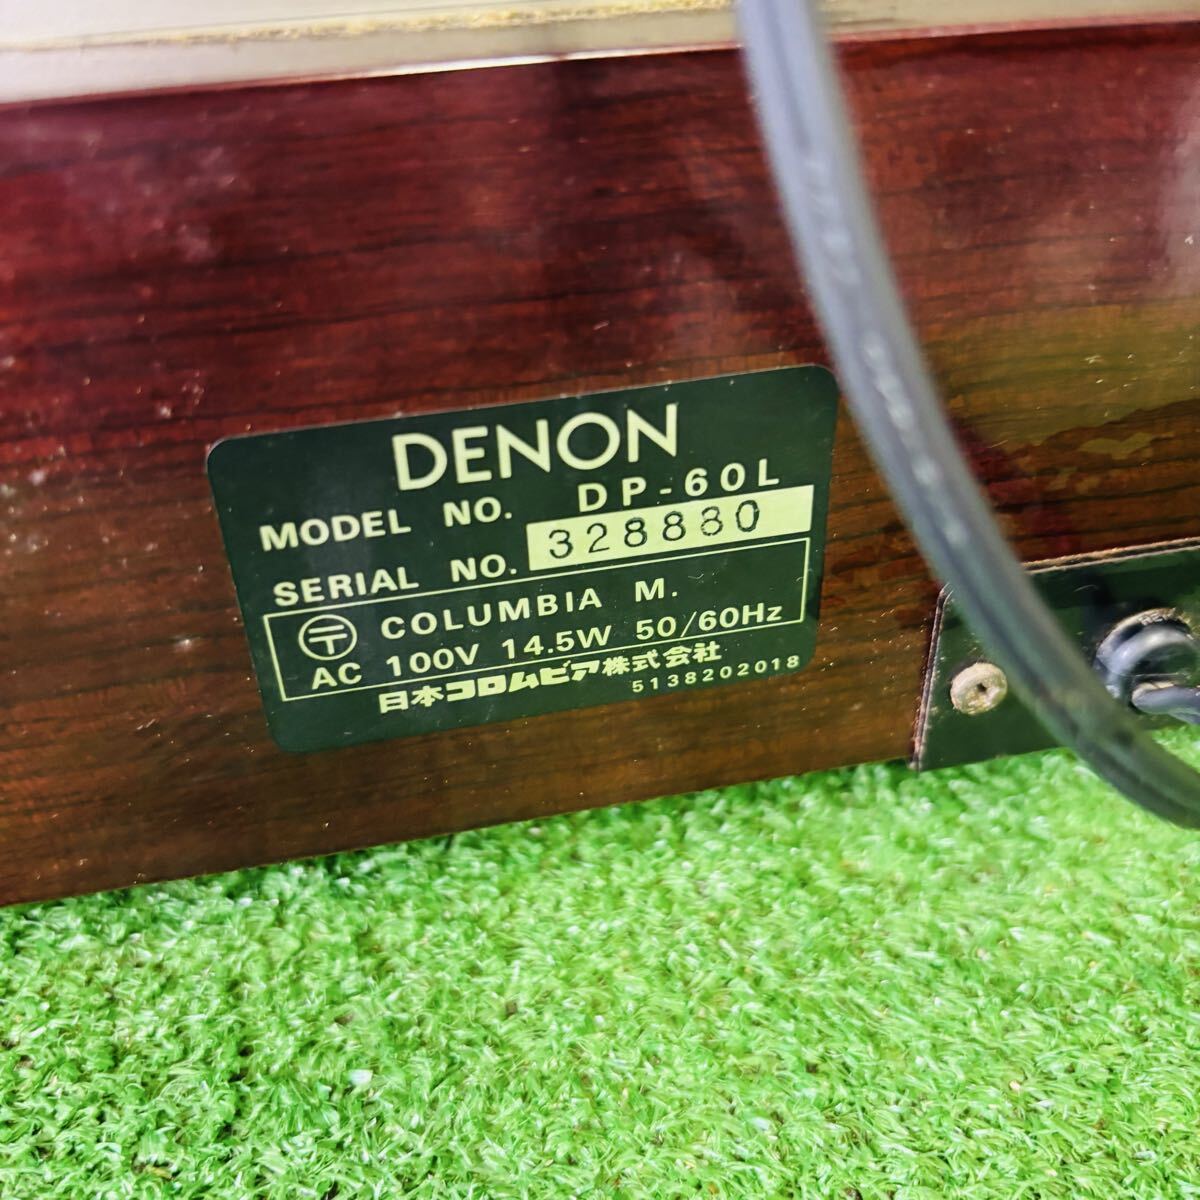 DENON
MODEL NO. DP-60L
SERIAL NO. 328880
〒 COLUMBIA M.
AC 100V 14.5W 50/60Hz
日本コロムビア株式会社
5138202018